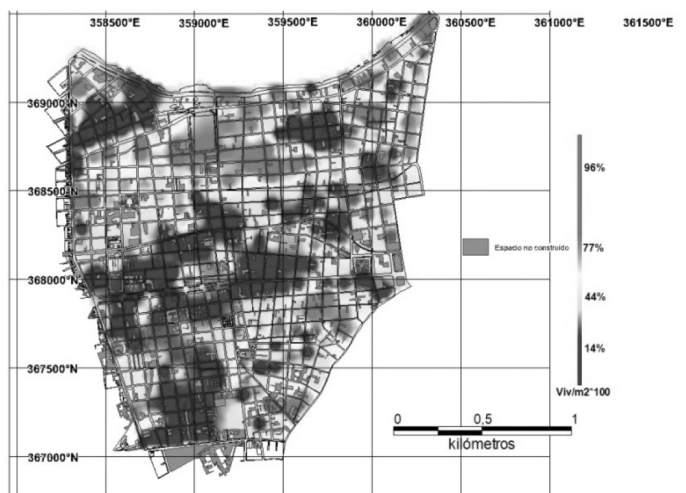 358500°E 359000°E 359500°E 360000°E 360500°E 361000°E 361500°E
369000°N
368500°N
368000°N
367500°N
367000°N
Espacio no construido
96%
77%
44%
14%
Viv/m2*100
0 0,5 1
kilómetros